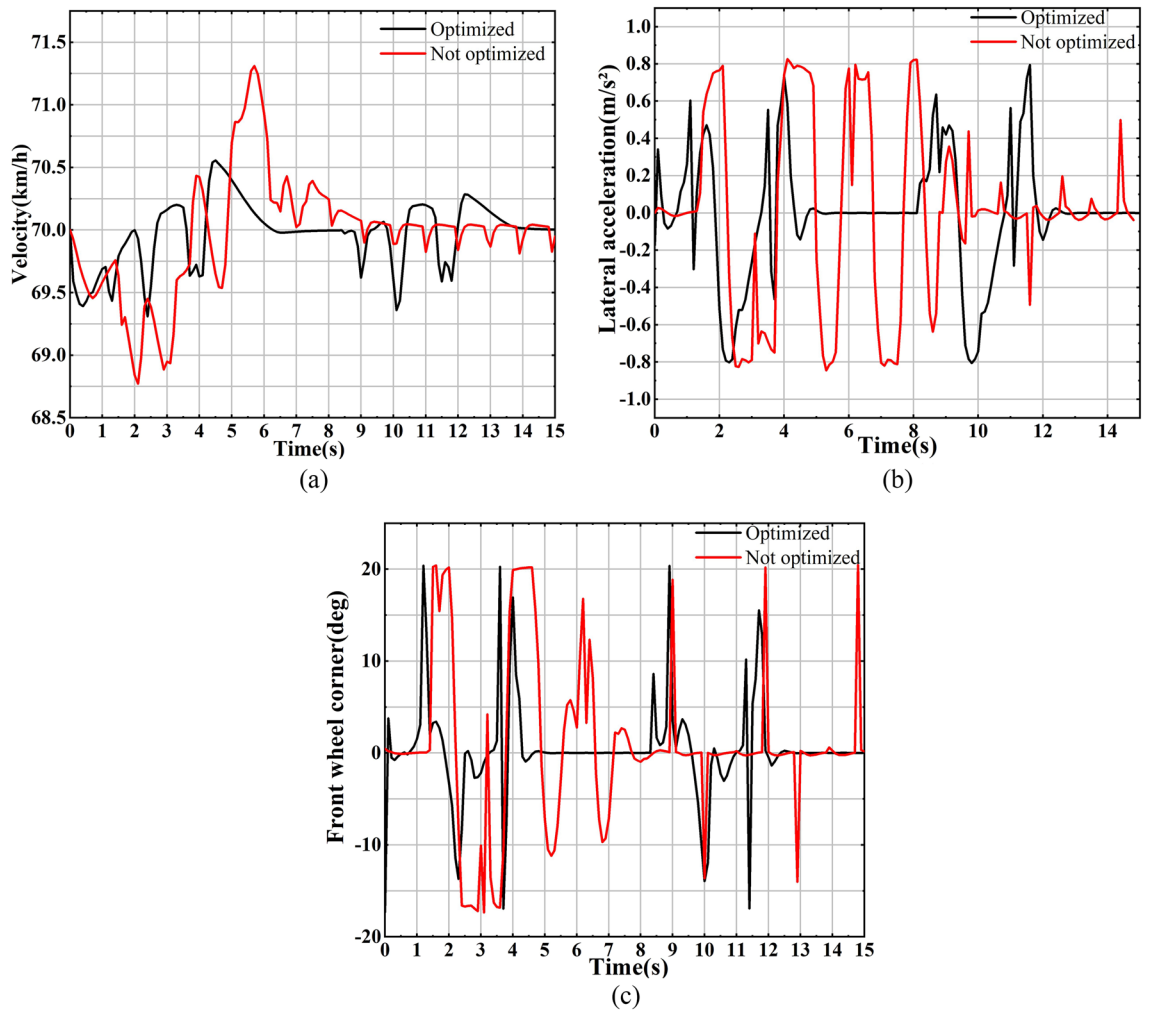 Optimized
Not optimized
71.5
71.0
70.5
70.0
69.5
69.0
68.5
Velocity(km/h)
0 1 2 3 4 5 6 7 8 9 10 11 12 13 14 15
Time(s)
(a)
Optimized
Not optimized
1.0
0.8
0.6
0.4
0.2
0.0
-0.2
-0.4
-0.6
-0.8
-1.0
Lateral acceleration(m/s²)
0 2 4 6 8 10 12 14
Time(s)
(b)
Optimized
Not optimized
20
10
0
-10
-20
Front wheel corner(deg)
0 1 2 3 4 5 6 7 8 9 10 11 12 13 14 15
Time(s)
(c)